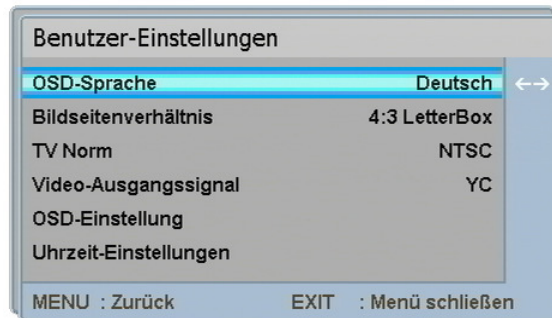 Benutzer-Einstellungen
OSD-Sprache Deutsch
Bildseitenverhältnis 4:3 LetterBox
TV Norm NTSC
Video-Ausgangssignal YC
OSD-Einstellung
Uhrzeit-Einstellungen
MENU : Zurück EXIT : Menü schließen